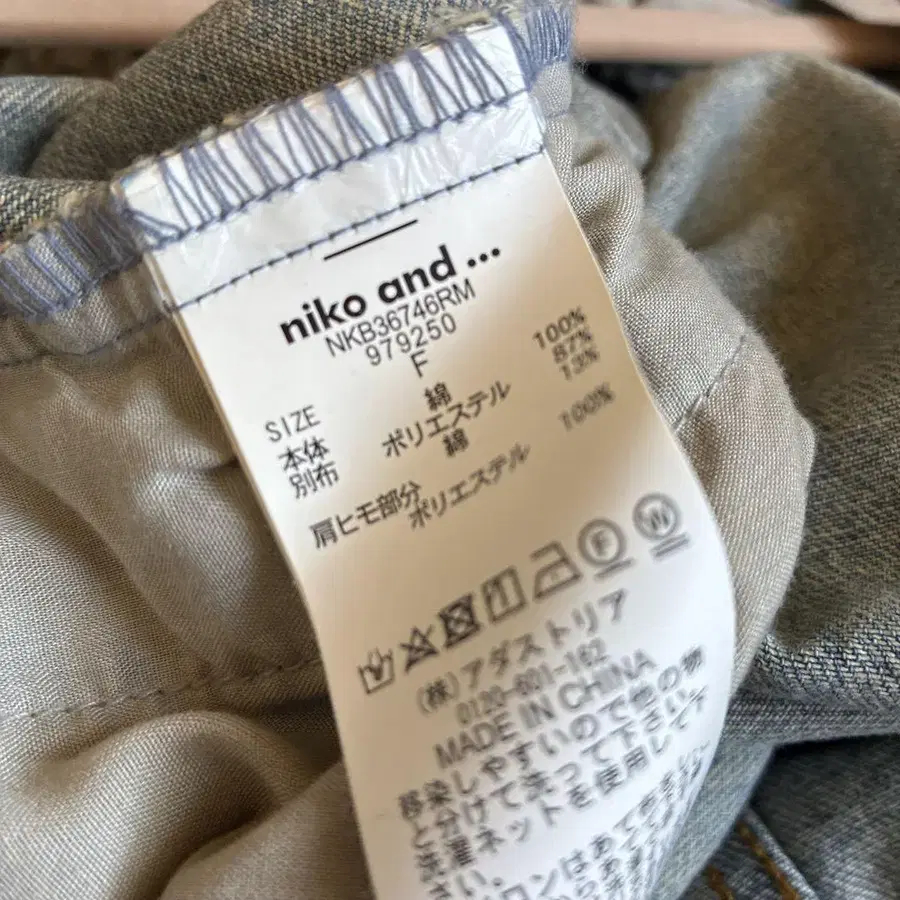 niko and ...
NKB36746RM
979250
SIZE F
本体 綿 100%
別布 ポリエステル 87%
綿 13%
肩ヒモ部分
ポリエステル 100%
F W
(株)アダストリア
0120-601-162
MADE IN CHINA
移染しやすいので他の物
と分けて洗って下さい。
洗濯ネットを使用して下
さい。